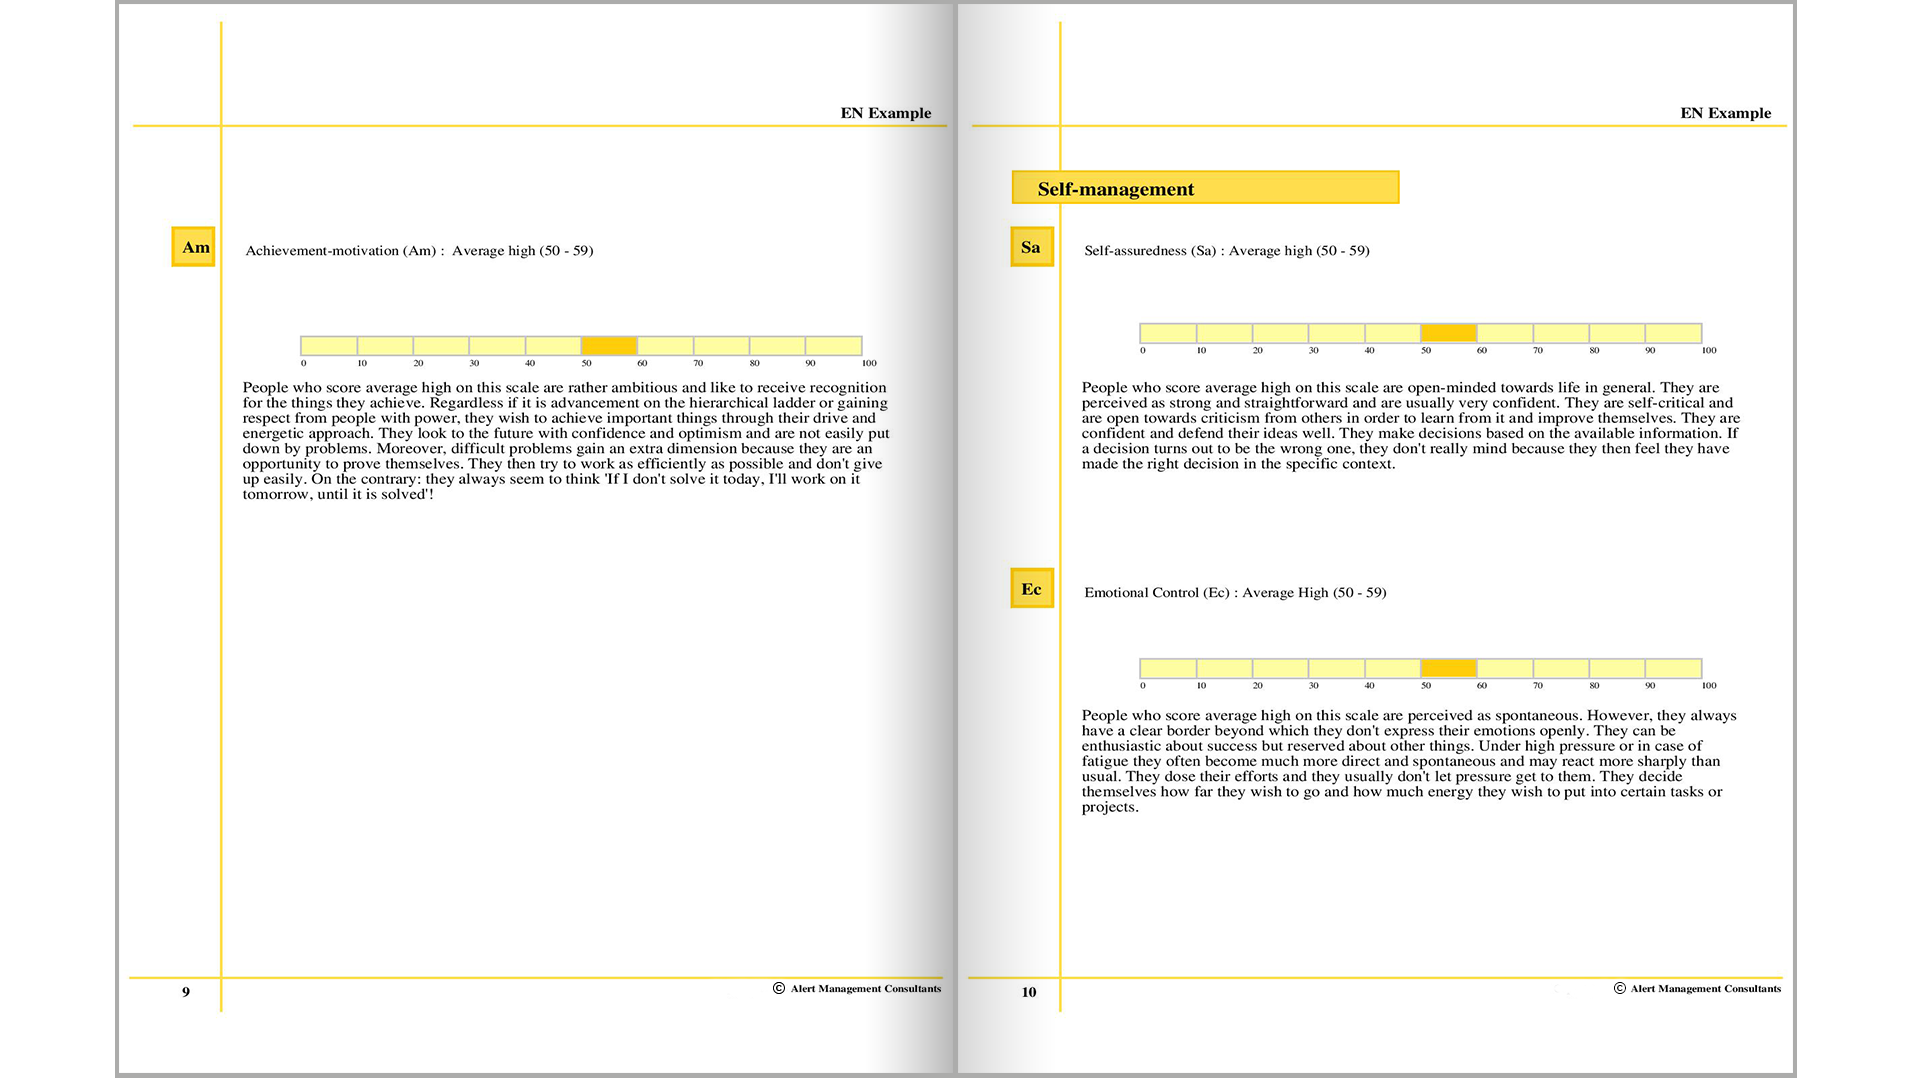 EN Example
Am
Achievement-motivation (Am) :  Average high (50 - 59)
0 10 20 30 40 50 60 70 80 90 100
People who score average high on this scale are rather ambitious and like to receive recognition
for the things they achieve. Regardless if it is advancement on the hierarchical ladder or gaining
respect from people with power, they wish to achieve important things through their drive and
energetic approach. They look to the future with confidence and optimism and are not easily put
down by problems. Moreover, difficult problems gain an extra dimension because they are an
opportunity to prove themselves. They then try to work as efficiently as possible and don't give
up easily. On the contrary: they always seem to think 'If I don't solve it today, I'll work on it
tomorrow, until it is solved'!
9
© Alert Management Consultants
EN Example
Self-management
Sa
Self-assuredness (Sa) : Average high (50 - 59)
0 10 20 30 40 50 60 70 80 90 100
People who score average high on this scale are open-minded towards life in general. They are
perceived as strong and straightforward and are usually very confident. They are self-critical and
are open towards criticism from others in order to learn from it and improve themselves. They are
confident and defend their ideas well. They make decisions based on the available information. If
a decision turns out to be the wrong one, they don't really mind because they then feel they have
made the right decision in the specific context.
Ec
Emotional Control (Ec) : Average High (50 - 59)
0 10 20 30 40 50 60 70 80 90 100
People who score average high on this scale are perceived as spontaneous. However, they always
have a clear border beyond which they don't express their emotions openly. They can be
enthusiastic about success but reserved about other things. Under high pressure or in case of
fatigue they often become much more direct and spontaneous and may react more sharply than
usual. They dose their efforts and they usually don't let pressure get to them. They decide
themselves how far they wish to go and how much energy they wish to put into certain tasks or
projects.
10
© Alert Management Consultants